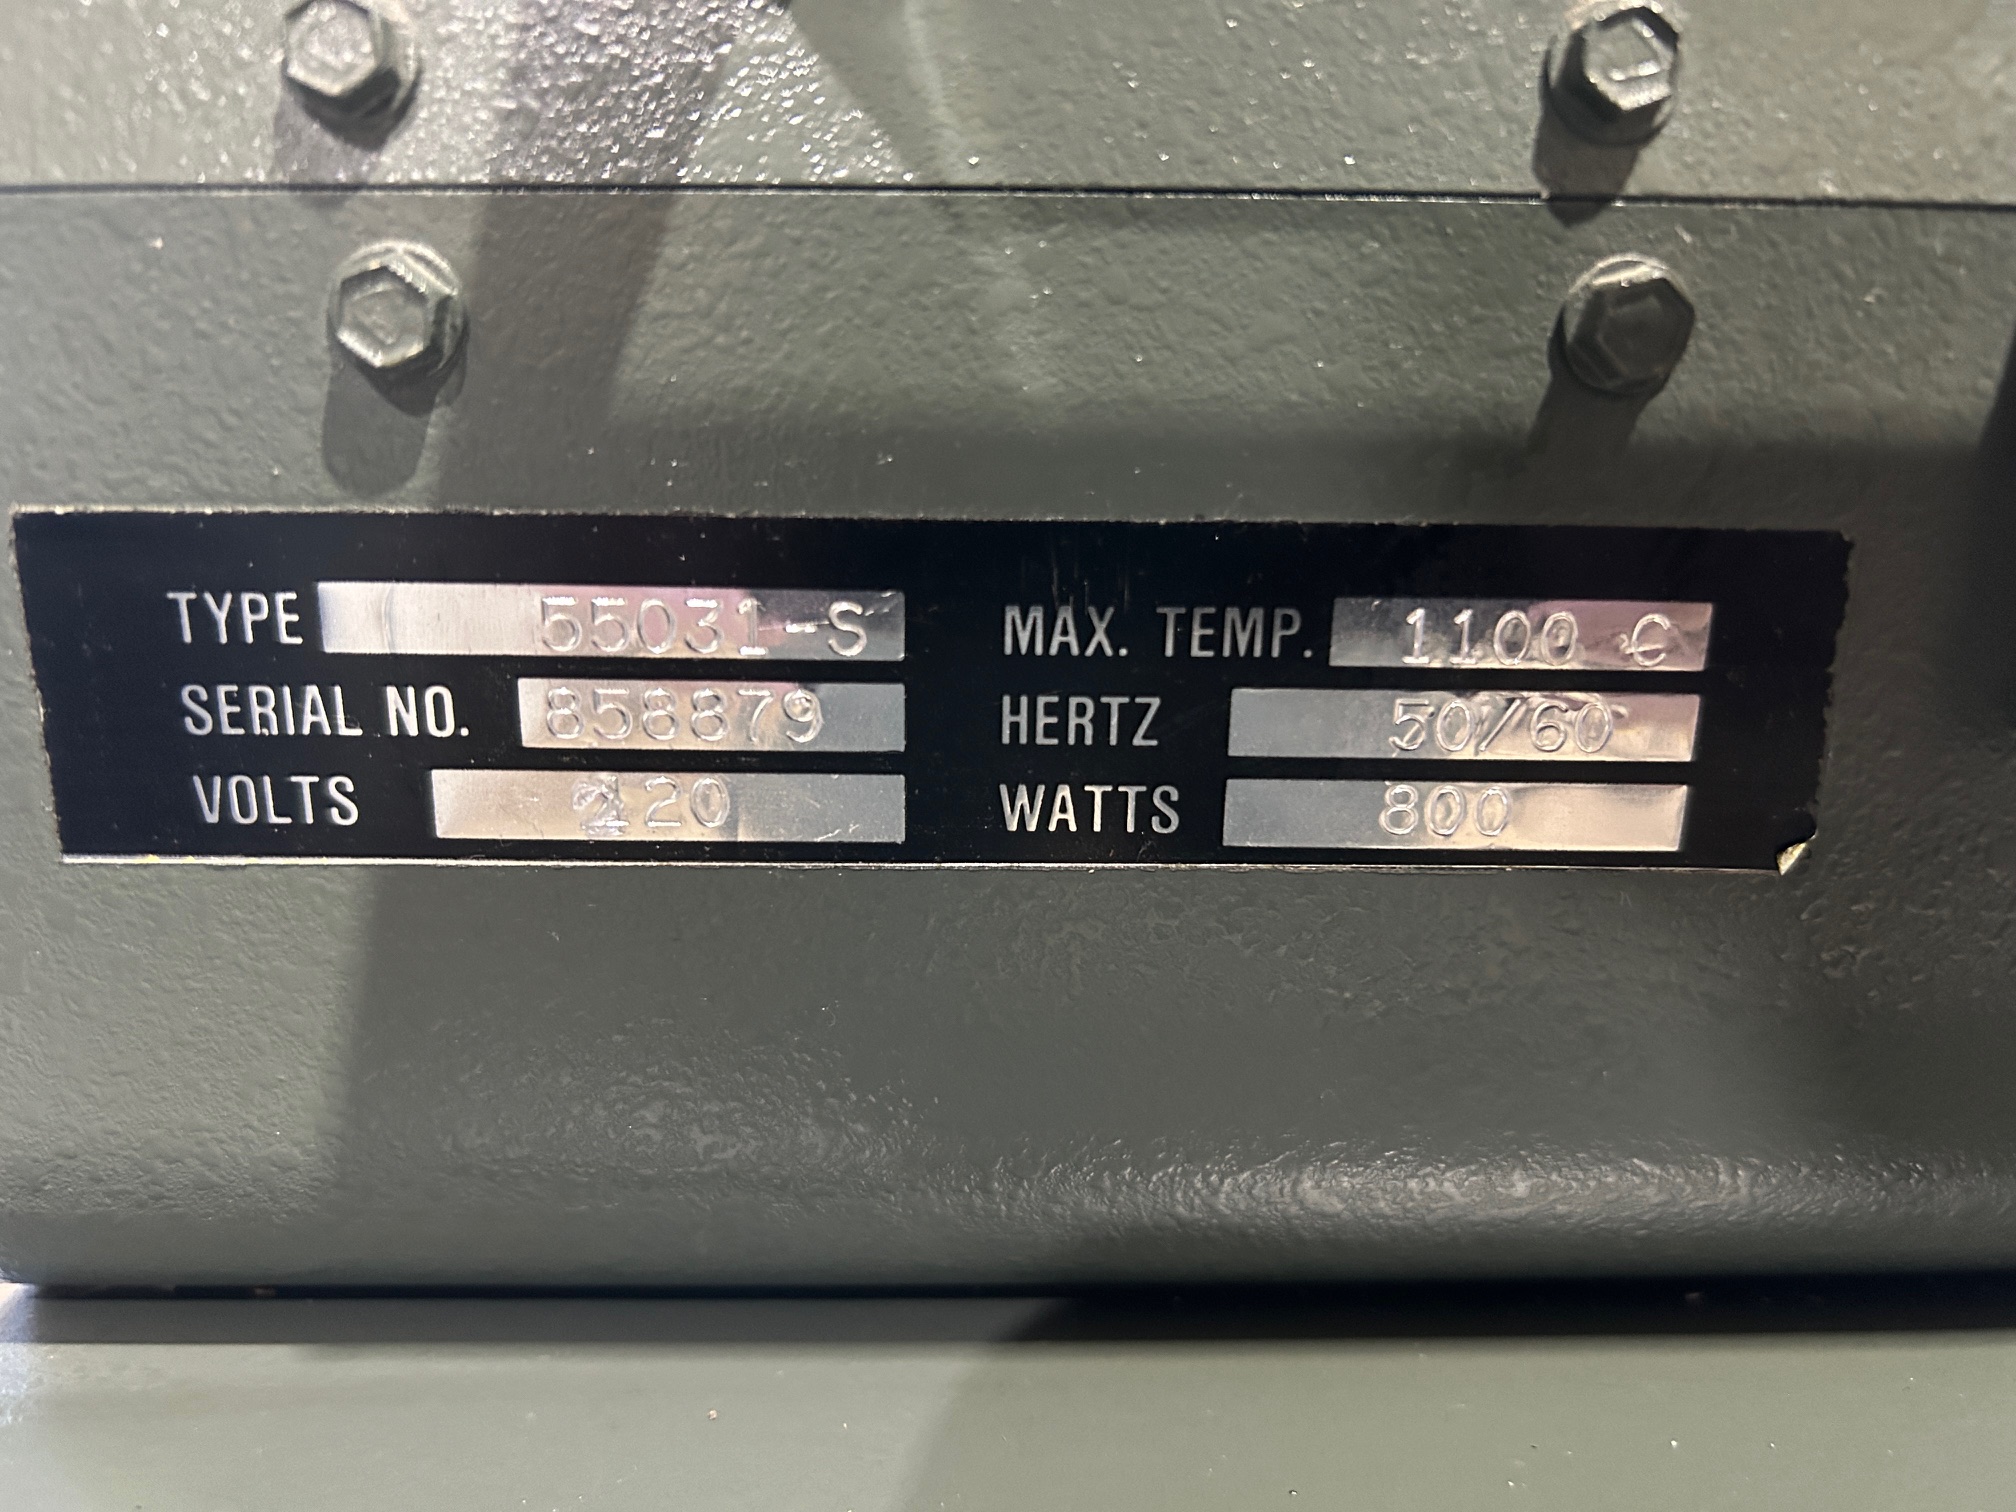 TYPE 55031-S MAX. TEMP. 1100 C
SERIAL NO. 858879 HERTZ 50/60
VOLTS WATTS 800